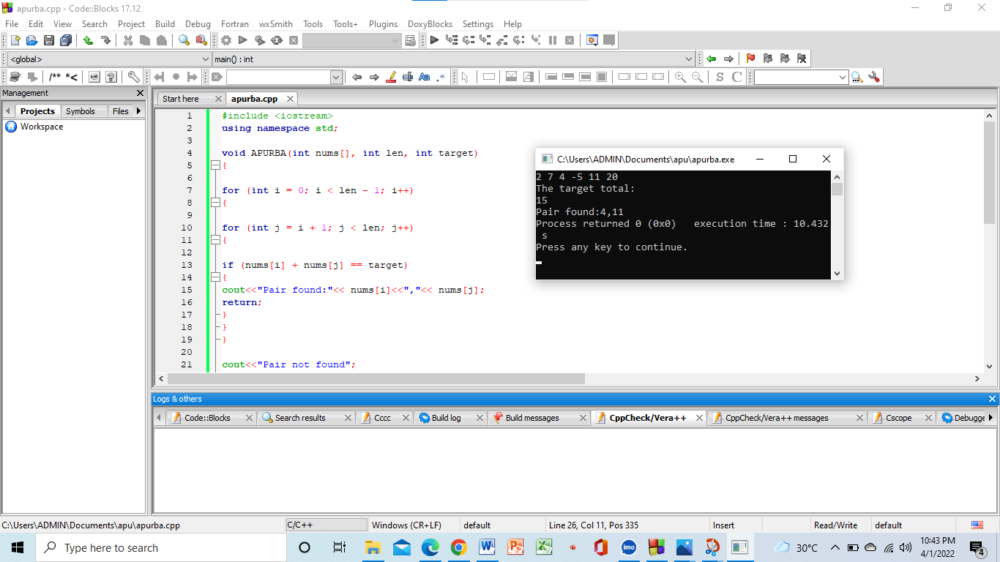 apurba.cpp - Code::Blocks 17.12
File Edit View Search Project Build Debug Fortran wxSmith Tools Tools+ Plugins DoxyBlocks Settings Help
<global> main() : int
/** *<
Aa .*
S C
Management
Projects Symbols Files
Workspace
Start here apurba.cpp
1 #include <iostream>
2 using namespace std;
3
4 void APURBA(int nums[], int len, int target)
5 {
6
7 for (int i = 0; i < len - 1; i++)
8 {
9
10 for (int j = i + 1; j < len; j++)
11 {
12
13 if (nums[i] + nums[j] == target)
14 {
15 cout<<"Pair found:"<< nums[i]<<","<< nums[j];
16 return;
17 }
18 }
19 }
20
21 cout<<"Pair not found";
C:\Users\ADMIN\Documents\apu\apurba.exe
2 7 4 -5 11 20
The target total:
15
Pair found:4,11
Process returned 0 (0x0)   execution time : 10.432
 s
Press any key to continue.
Logs & others
Code::Blocks Search results Cccc Build log Build messages CppCheck/Vera++ CppCheck/Vera++ messages Cscope Debugge
C:\Users\ADMIN\Documents\apu\apurba.cpp C/C++ Windows (CR+LF) default Line 26, Col 11, Pos 335 Insert Read/Write default
Type here to search
imo
30°C
10:43 PM
4/1/2022
4